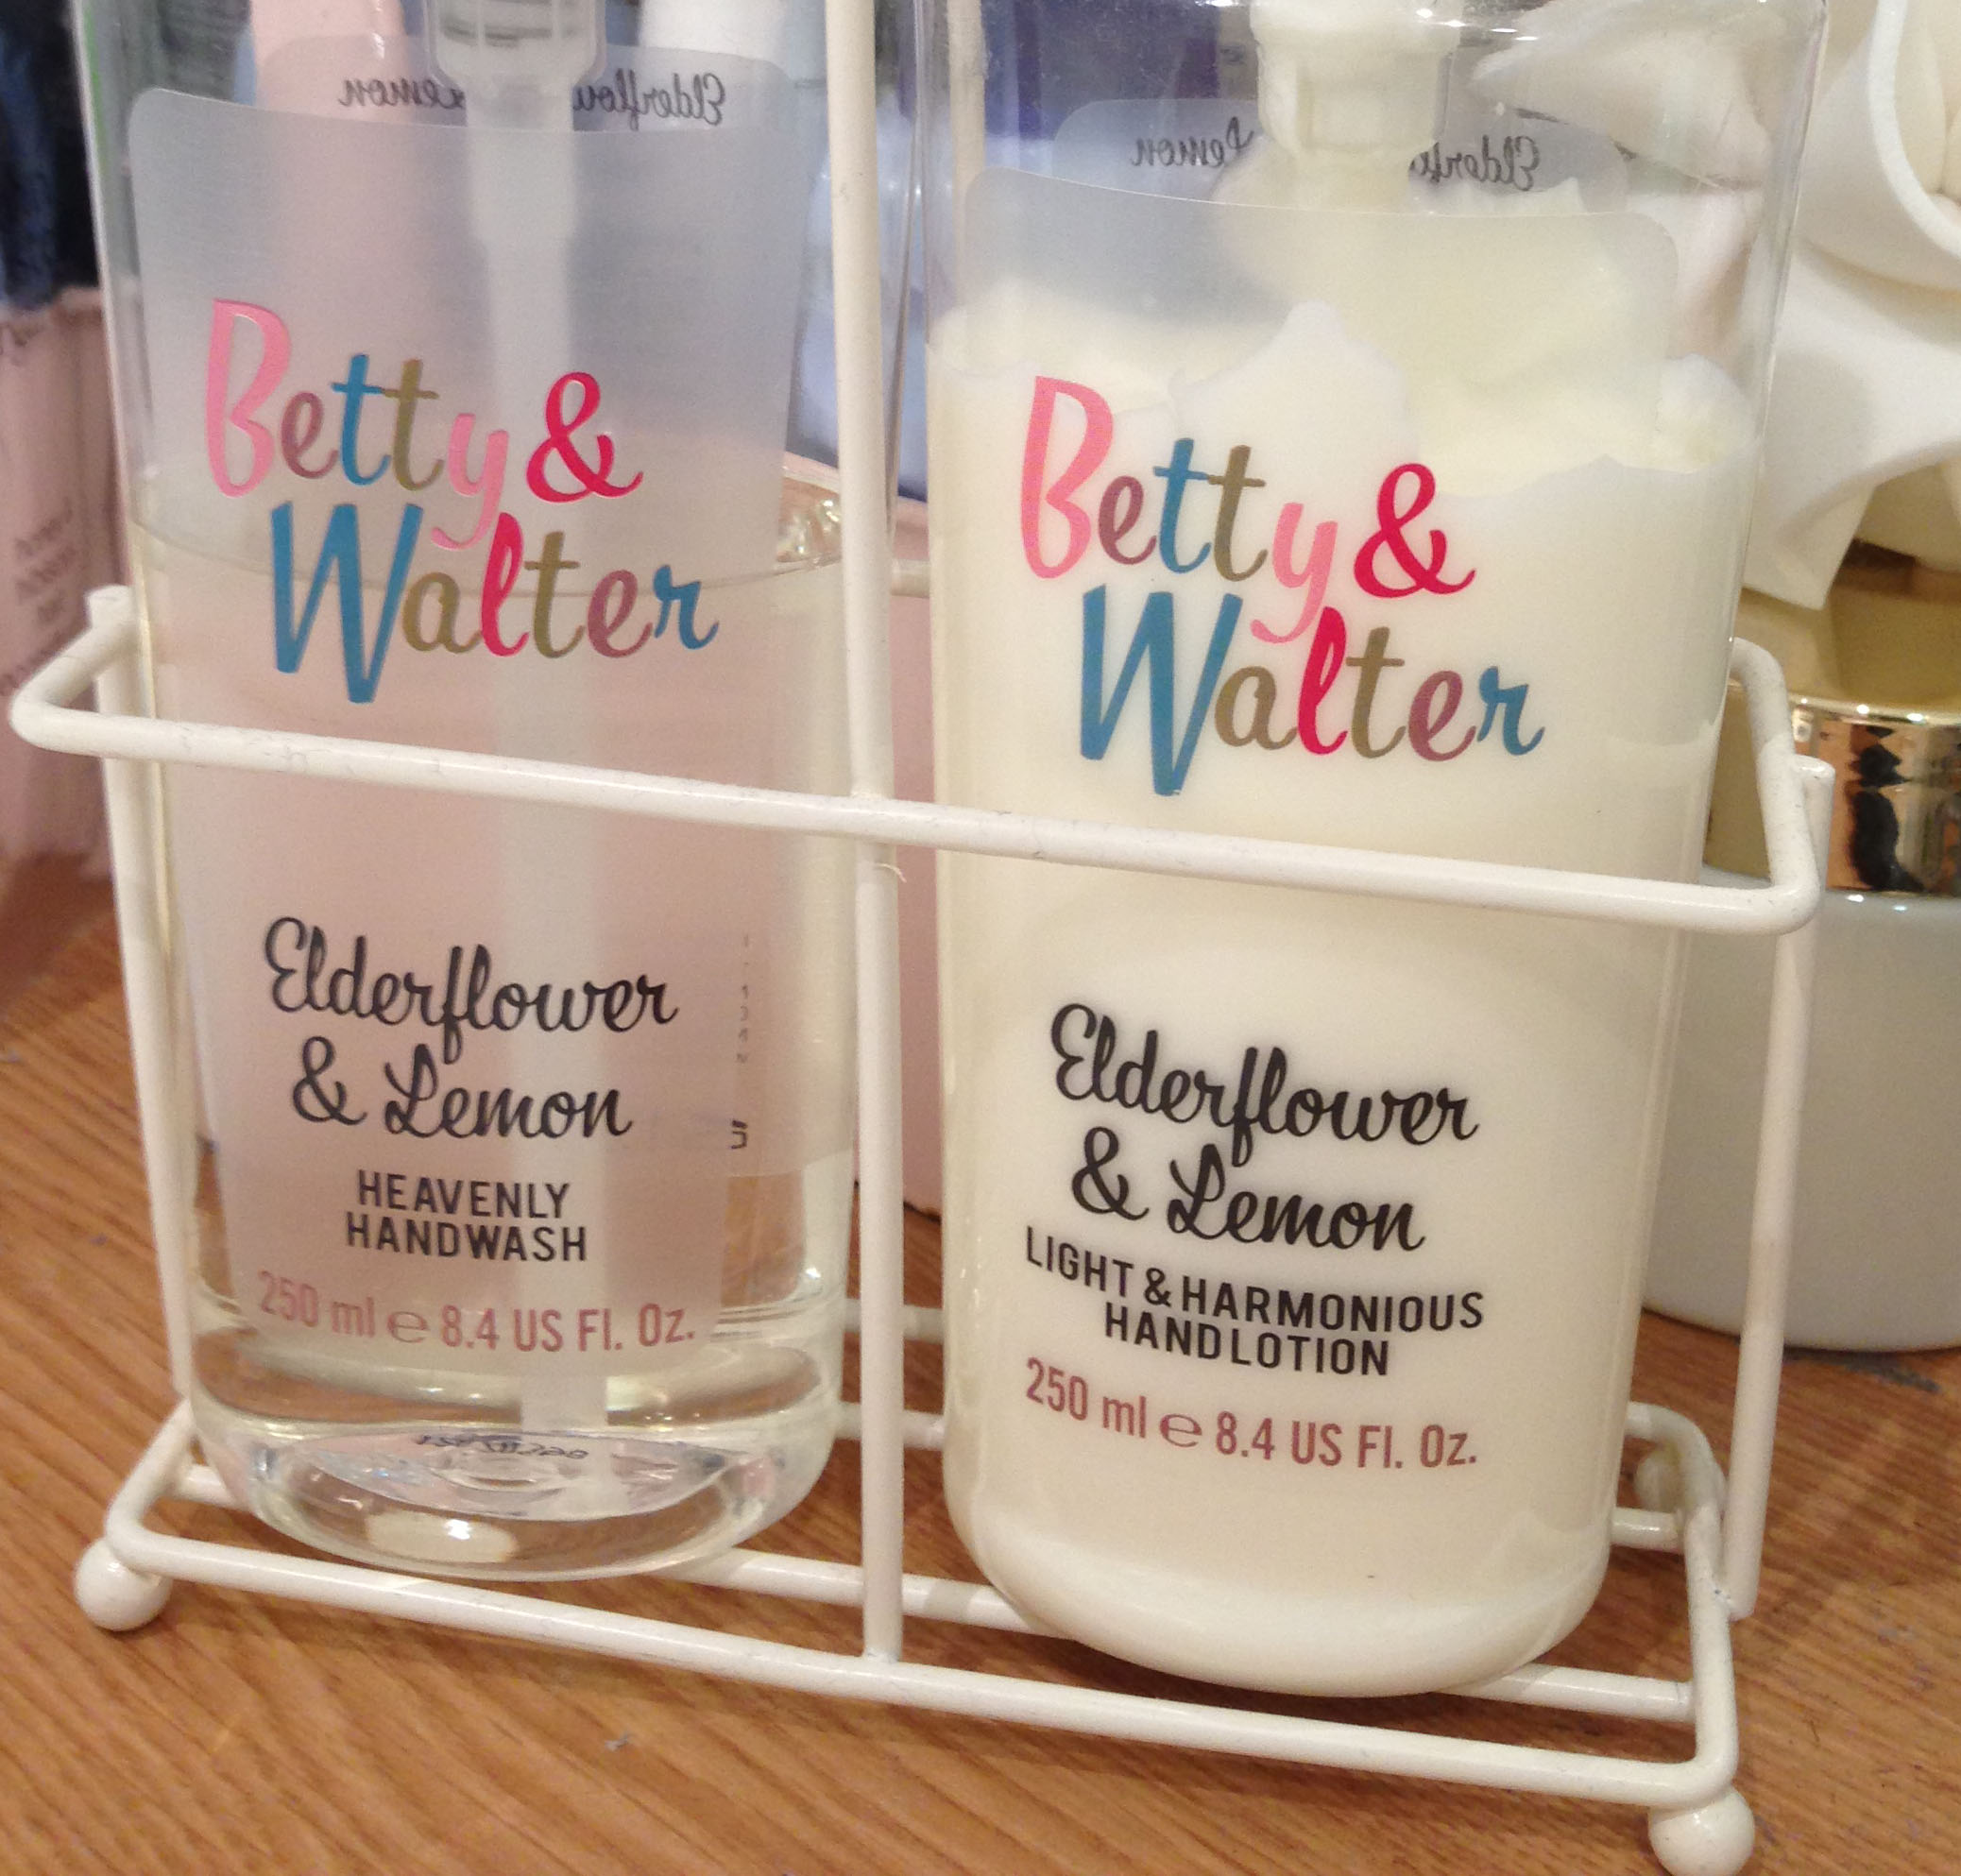 Betty &
Walter
Elderflower
& Lemon
HEAVENLY
HANDWASH
250 ml e 8.4 US Fl. Oz.
Betty &
Walter
Elderflower
& Lemon
LIGHT & HARMONIOUS
HAND LOTION
250 ml e 8.4 US Fl. Oz.